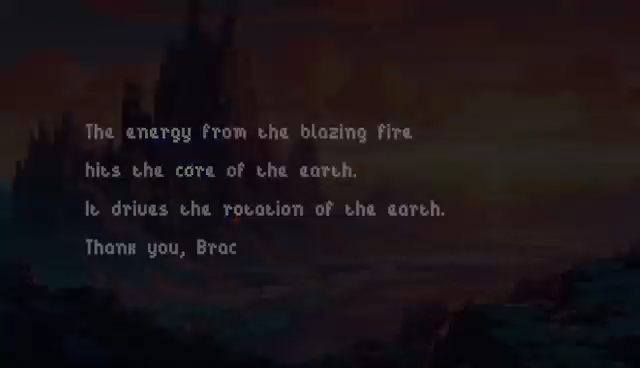 The energy from the blazing fire
hits the core of the earth.
It drives the rotation of the earth.
Thank you, Brac